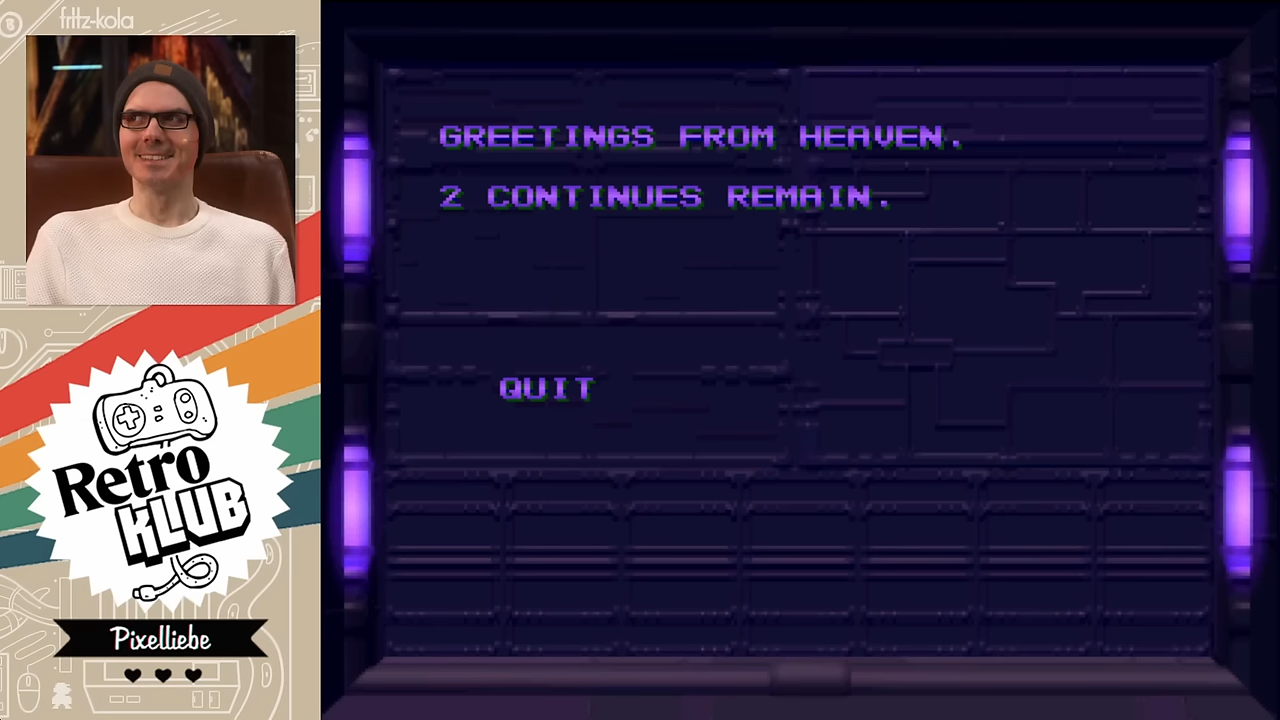 fritz-kola
GREETINGS FROM HEAVEN.
2 CONTINUES REMAIN.
QUIT
Retro
KLUB
Pixelliebe